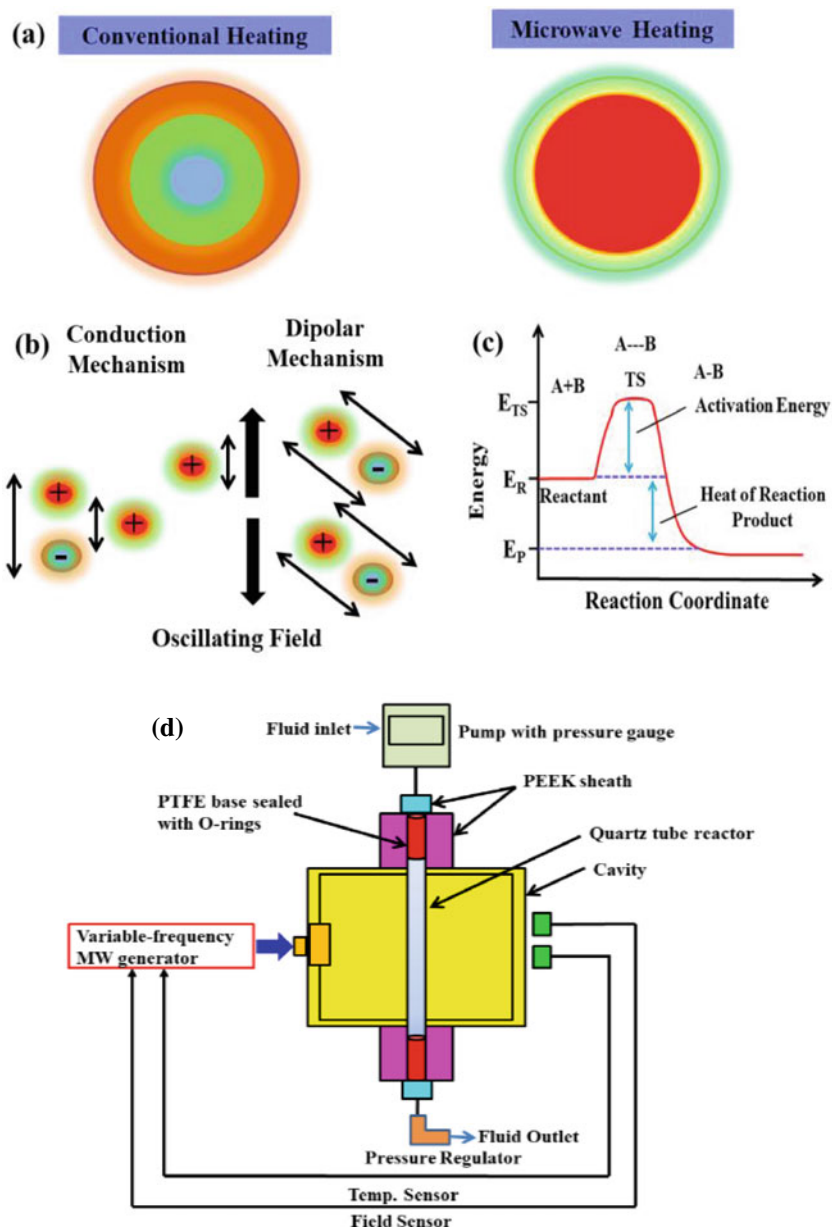 (a)
Conventional Heating
Microwave Heating
(b)
Conduction
Mechanism
Dipolar
Mechanism
+
+
+
-
+
-
+
-
Oscillating Field
(c)
A+B
A---B
TS
A-B
E_TS
E_R
E_P
Energy
Activation Energy
Reactant
Heat of Reaction
Product
Reaction Coordinate
(d)
Fluid inlet
Pump with pressure gauge
PTFE base sealed
with O-rings
PEEK sheath
Quartz tube reactor
Cavity
Variable-frequency
MW generator
Fluid Outlet
Pressure Regulator
Temp. Sensor
Field Sensor